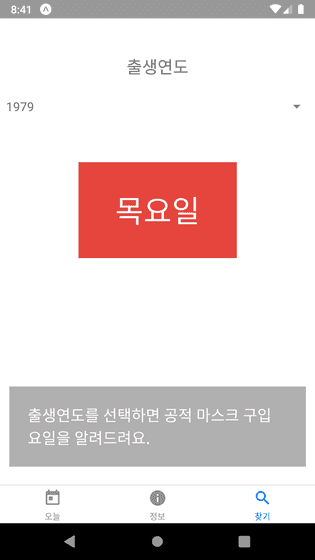 8:41
출생연도
1979
목요일
출생연도를 선택하면 공적 마스크 구입
요일을 알려드려요.
오늘
정보
찾기